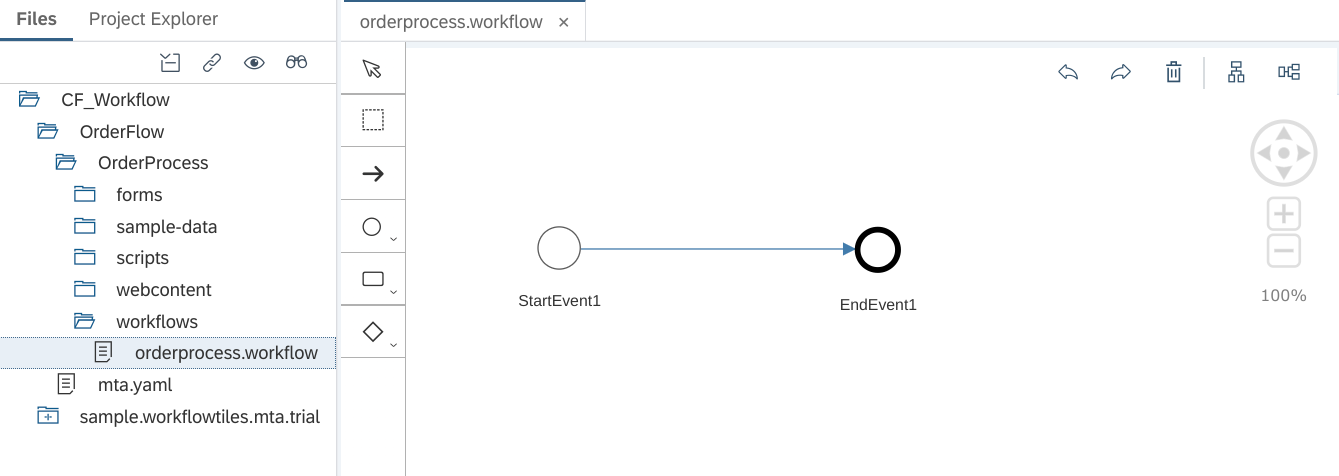 Files Project Explorer
orderprocess.workflow ×
CF_Workflow
OrderFlow
OrderProcess
forms
sample-data
scripts
webcontent
workflows
orderprocess.workflow
mta.yaml
sample.workflowtiles.mta.trial
StartEvent1
EndEvent1
100%